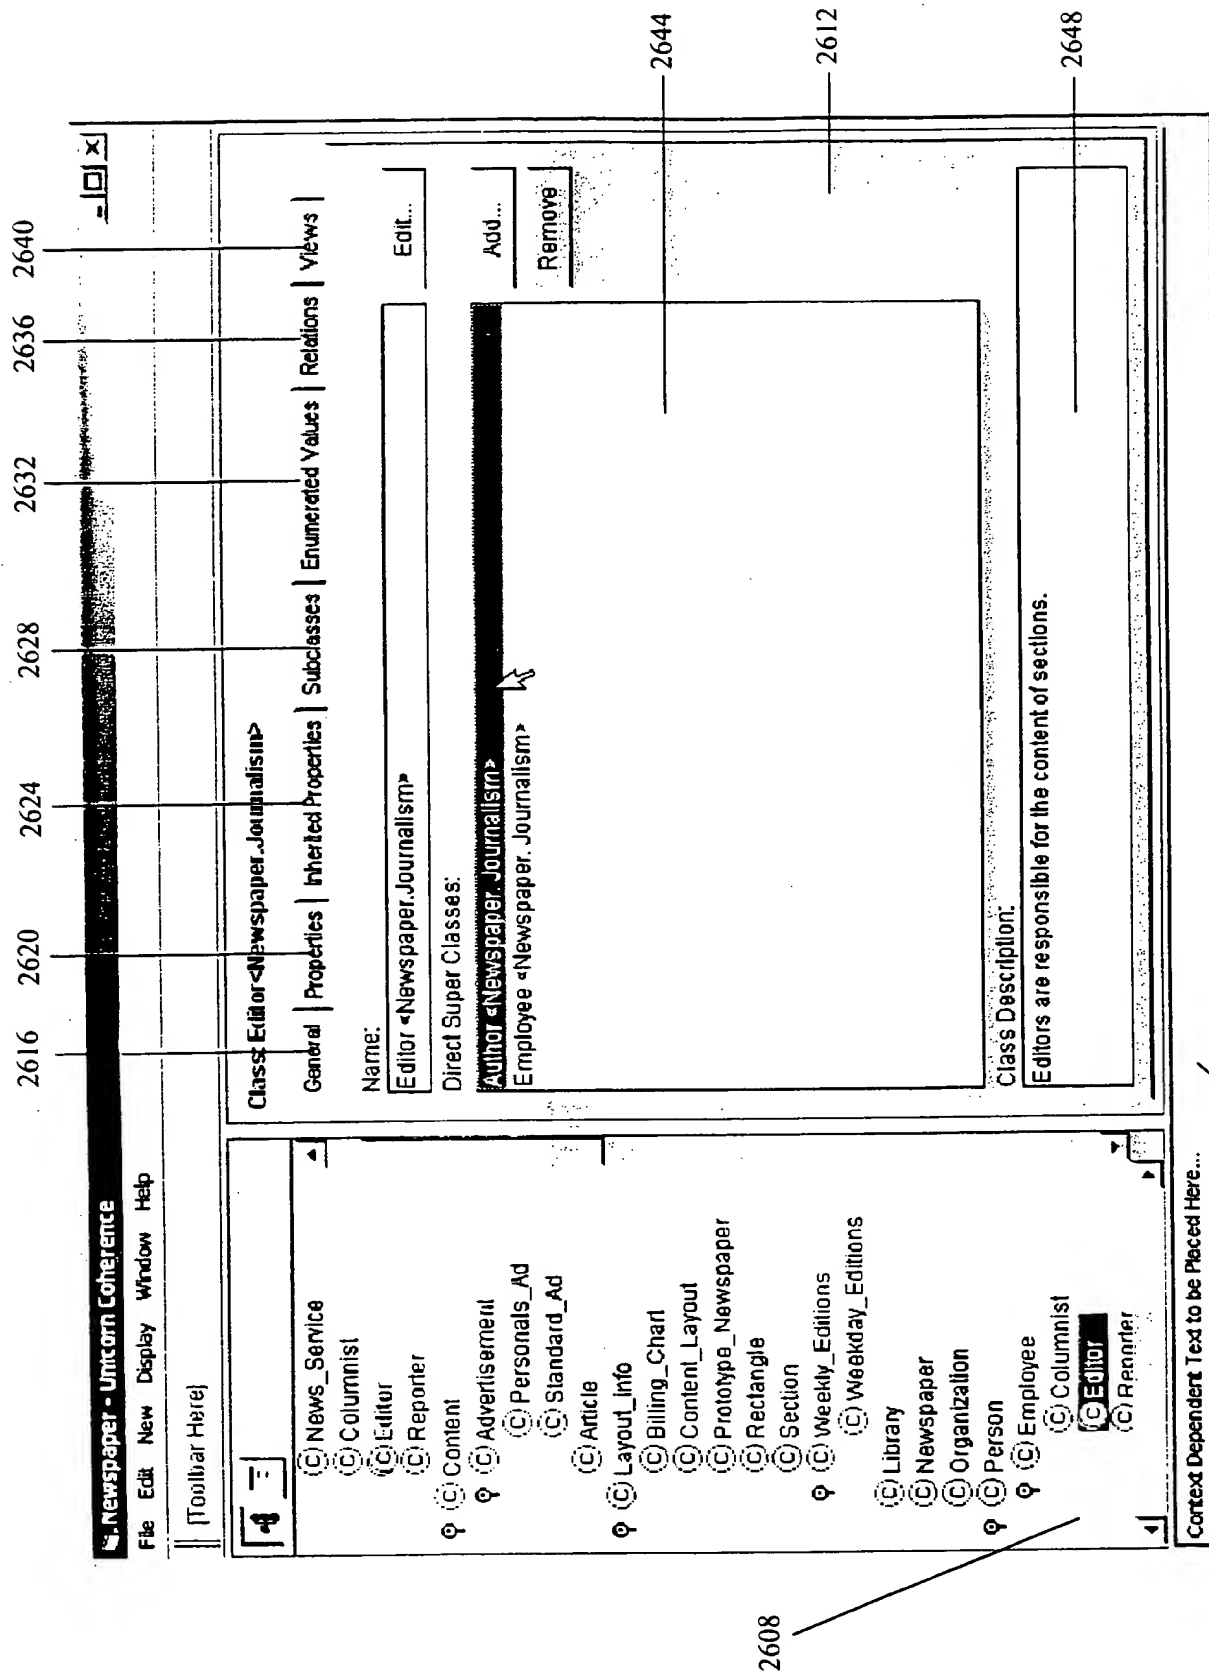 2616
2620
2624
2628
2632
2636
2640
Newspaper - Unicorn Coherence
File Edit New Display Window Help
[Toolbar Here]
(C) News_Service
(C) Columnist
(C) Editor
(C) Reporter
(C) Content
(C) Advertisement
(C) Personals_Ad
(C) Standard_Ad
(C) Article
(C) Layout_Info
(C) Billing_Chart
(C) Content_Layout
(C) Prototype_Newspaper
(C) Rectangle
(C) Section
(C) Weekly_Editions
(C) Weekday_Editions
(C) Library
(C) Newspaper
(C) Organization
(C) Person
(C) Employee
(C) Columnist
(C) Editor
(C) Reporter
Class: Editor<Newspaper.Journalism>
General | Properties | Inherited Properties | Subclasses | Enumerated Values | Relations | Views |
Name:
Editor <Newspaper.Journalism>
Edit...
Direct Super Classes:
Author <Newspaper.Journalism>
Employee <Newspaper. Journalism>
Add...
Remove
Class Description:
Editors are responsible for the content of sections.
Context Dependent Text to be Placed Here...
2608
2644
2612
2648